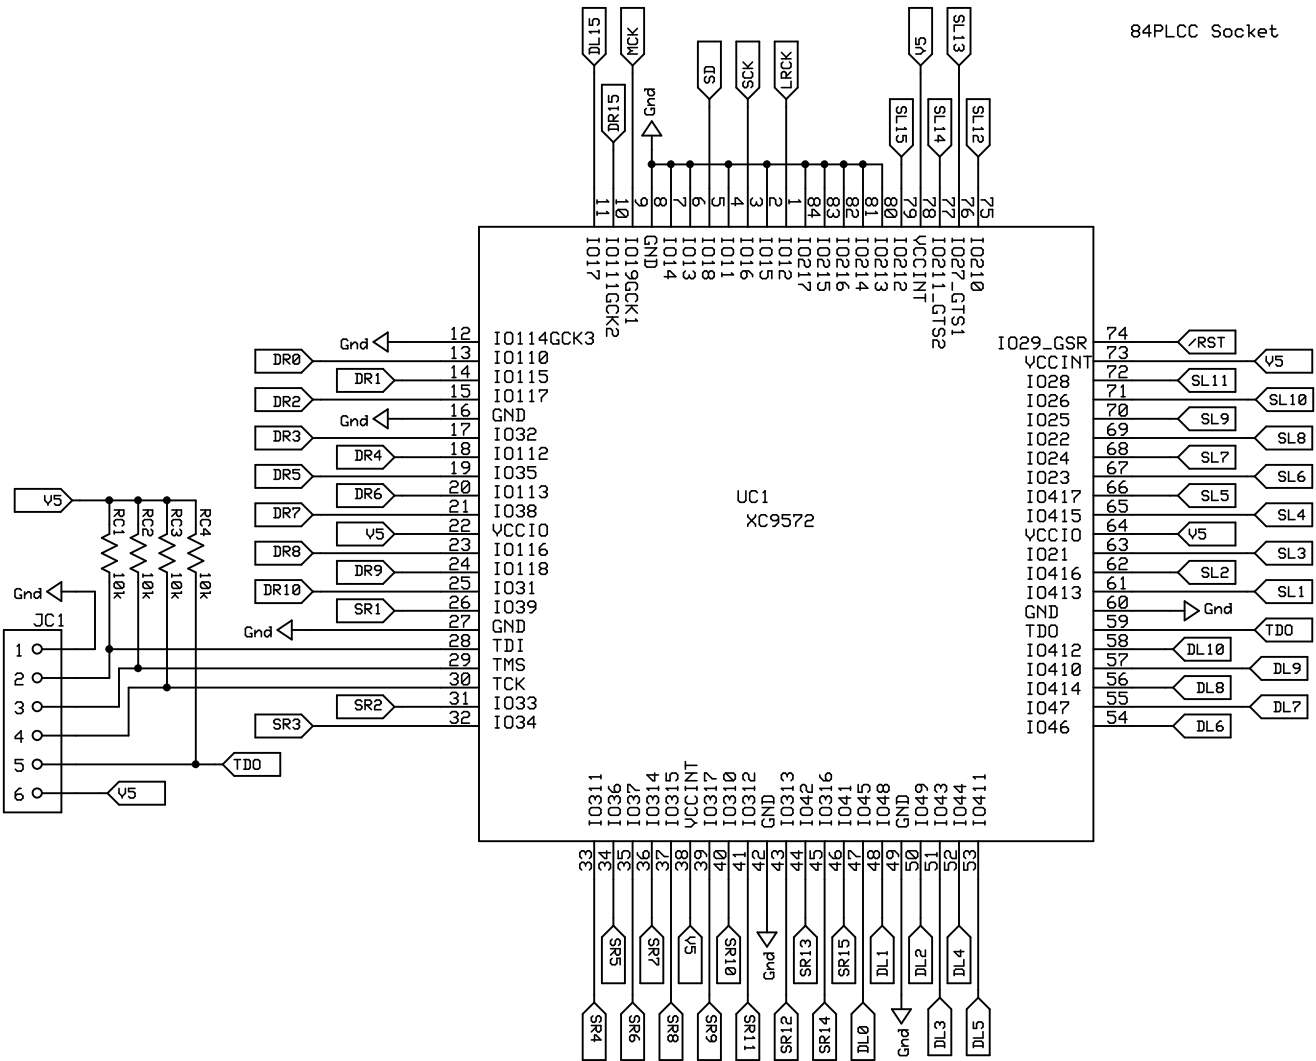 84PLCC Socket
DL15
MCK
DR15
Gnd
SD
SCK
LRCK
SL15
V5
SL14
SL13
SL12
11
10
9
8
7
6
5
4
3
2
1
84
83
82
81
80
79
78
77
76
75
IO17
IO111GCK2
IO19GCK1
GND
IO14
IO13
IO18
IO11
IO16
IO15
IO12
IO217
IO215
IO216
IO214
IO213
IO212
VCCINT
IO211_GTS2
IO27_GTS1
IO210
Gnd 12 IO114GCK3
DR0 13 IO110
DR1 14 IO115
DR2 15 IO117
Gnd 16 GND
DR3 17 IO32
DR4 18 IO112
DR5 19 IO35
DR6 20 IO113
DR7 21 IO38
V5 22 VCCIO
DR8 23 IO116
DR9 24 IO118
DR10 25 IO31
SR1 26 IO39
Gnd 27 GND
28 TDI
29 TMS
30 TCK
SR2 31 IO33
SR3 32 IO34
UC1
XC9572
IO29_GSR 74 /RST
VCCINT 73 V5
IO28 72 SL11
IO26 71 SL10
IO25 70 SL9
IO22 69 SL8
IO24 68 SL7
IO23 67 SL6
IO417 66 SL5
IO415 65 SL4
VCCIO 64 V5
IO21 63 SL3
IO416 62 SL2
IO413 61 SL1
GND 60 Gnd
TDO 59 TDO
IO412 58 DL10
IO410 57 DL9
IO414 56 DL8
IO47 55 DL7
IO46 54 DL6
V5
RC1
RC2
RC3
RC4
10k
10k
10k
10k
Gnd
JC1
1
2
3
4
5 TDO
6 V5
IO311
IO36
IO37
IO314
IO315
VCCINT
IO317
IO310
IO312
GND
IO313
IO42
IO316
IO41
IO45
IO48
GND
IO49
IO43
IO44
IO411
33
34
35
36
37
38
39
40
41
42
43
44
45
46
47
48
49
50
51
52
53
SR4
SR5
SR6
SR7
SR8
V5
SR9
SR10
SR11
Gnd
SR12
SR13
SR14
SR15
DL0
DL1
Gnd
DL2
DL3
DL4
DL5